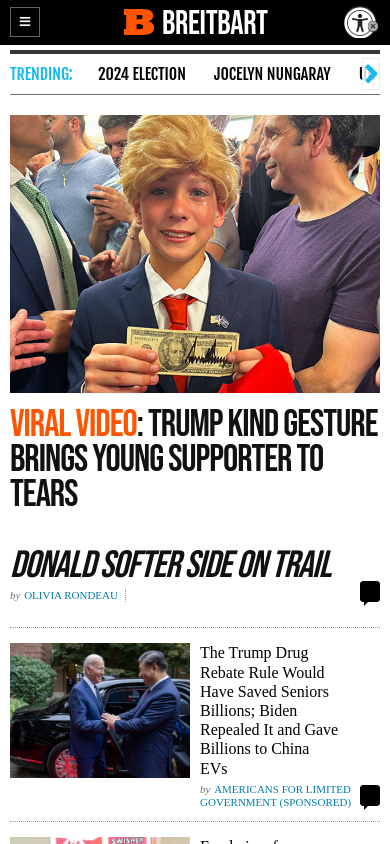 BREITBART
TRENDING:
2024 ELECTION
JOCELYN NUNGARAY
VIRAL VIDEO: TRUMP KIND GESTURE
BRINGS YOUNG SUPPORTER TO
TEARS
DONALD SOFTER SIDE ON TRAIL
by OLIVIA RONDEAU
The Trump Drug
Rebate Rule Would
Have Saved Seniors
Billions; Biden
Repealed It and Gave
Billions to China
EVs
by AMERICANS FOR LIMITED
GOVERNMENT (SPONSORED)
SWISHER